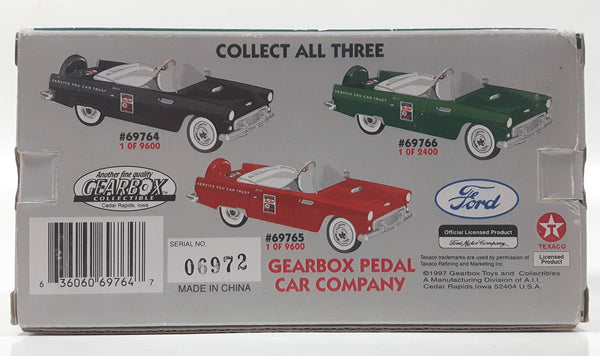 COLLECT ALL THREE
SERVICE YOU CAN TRUST
SERVICE YOU CAN TRUST
#69764
1 OF 9600
#69766
1 OF 2400
SERVICE YOU CAN TRUST
Another fine quality
GEARBOX
COLLECTIBLE
Cedar Rapids, Iowa
#69765
1 OF 9600
Ford
Official Licensed Product
Ford Motor Company
TEXACO
Licensed
Product
SERIAL NO.
06972
MADE IN CHINA
6 36060 69764 7
GEARBOX PEDAL
CAR COMPANY
Texaco trademarks are used by permission of
Texaco Refining and Marketing Inc.
©1997 Gearbox Toys and Collectibles
A Manufacturing Division of A.I.I.
Cedar Rapids, Iowa 52404 U.S.A.